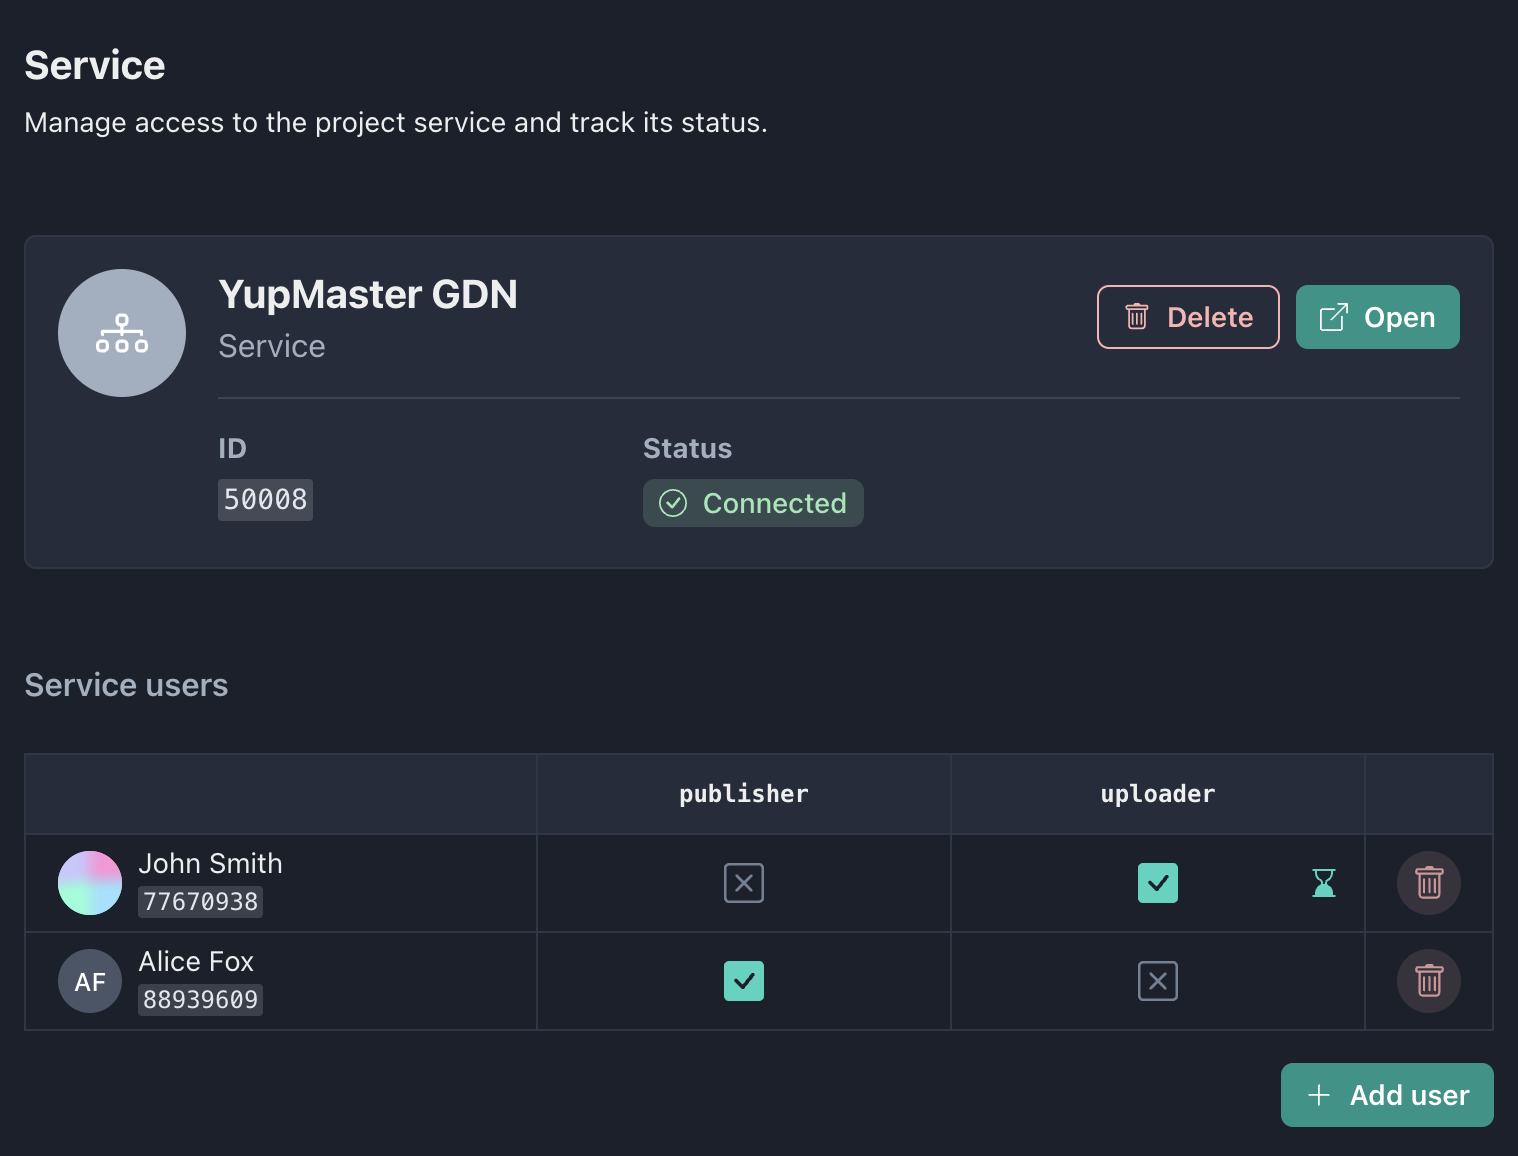 Service
Manage access to the project service and track its status.
YupMaster GDN
Service
Delete
Open
ID
Status
50008
Connected
Service users
publisher
uploader
John Smith
77670938
AF
Alice Fox
88939609
Add user